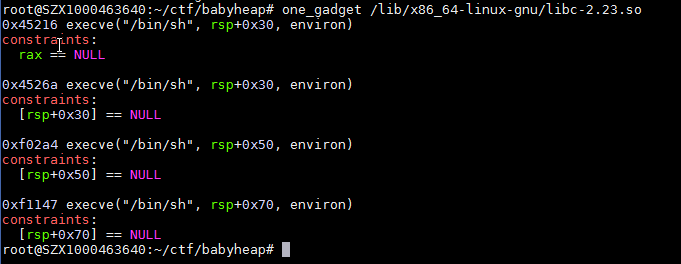 root@SZX1000463640:~/ctf/babyheap# one_gadget /lib/x86_64-linux-gnu/libc-2.23.so
0x45216 execve("/bin/sh", rsp+0x30, environ)
constraints:
  rax == NULL

0x4526a execve("/bin/sh", rsp+0x30, environ)
constraints:
  [rsp+0x30] == NULL

0xf02a4 execve("/bin/sh", rsp+0x50, environ)
constraints:
  [rsp+0x50] == NULL

0xf1147 execve("/bin/sh", rsp+0x70, environ)
constraints:
  [rsp+0x70] == NULL
root@SZX1000463640:~/ctf/babyheap#